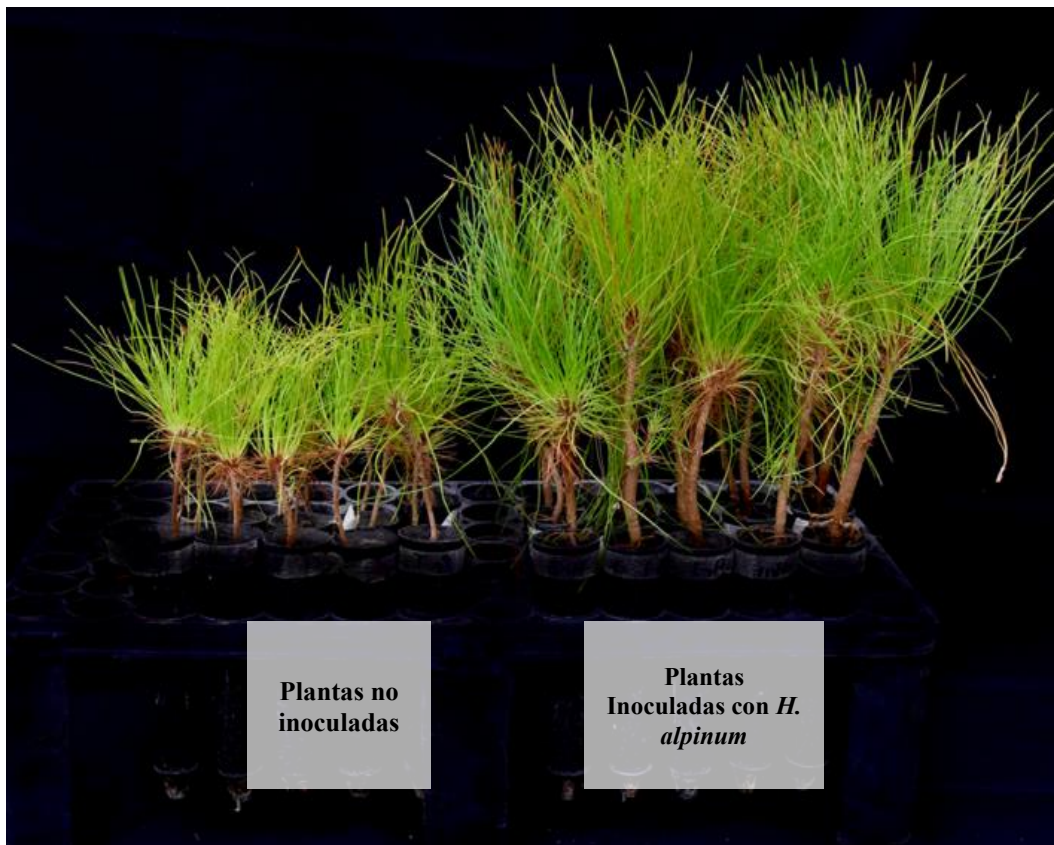 Plantas no
inoculadas
Plantas
Inoculadas con H.
alpinum